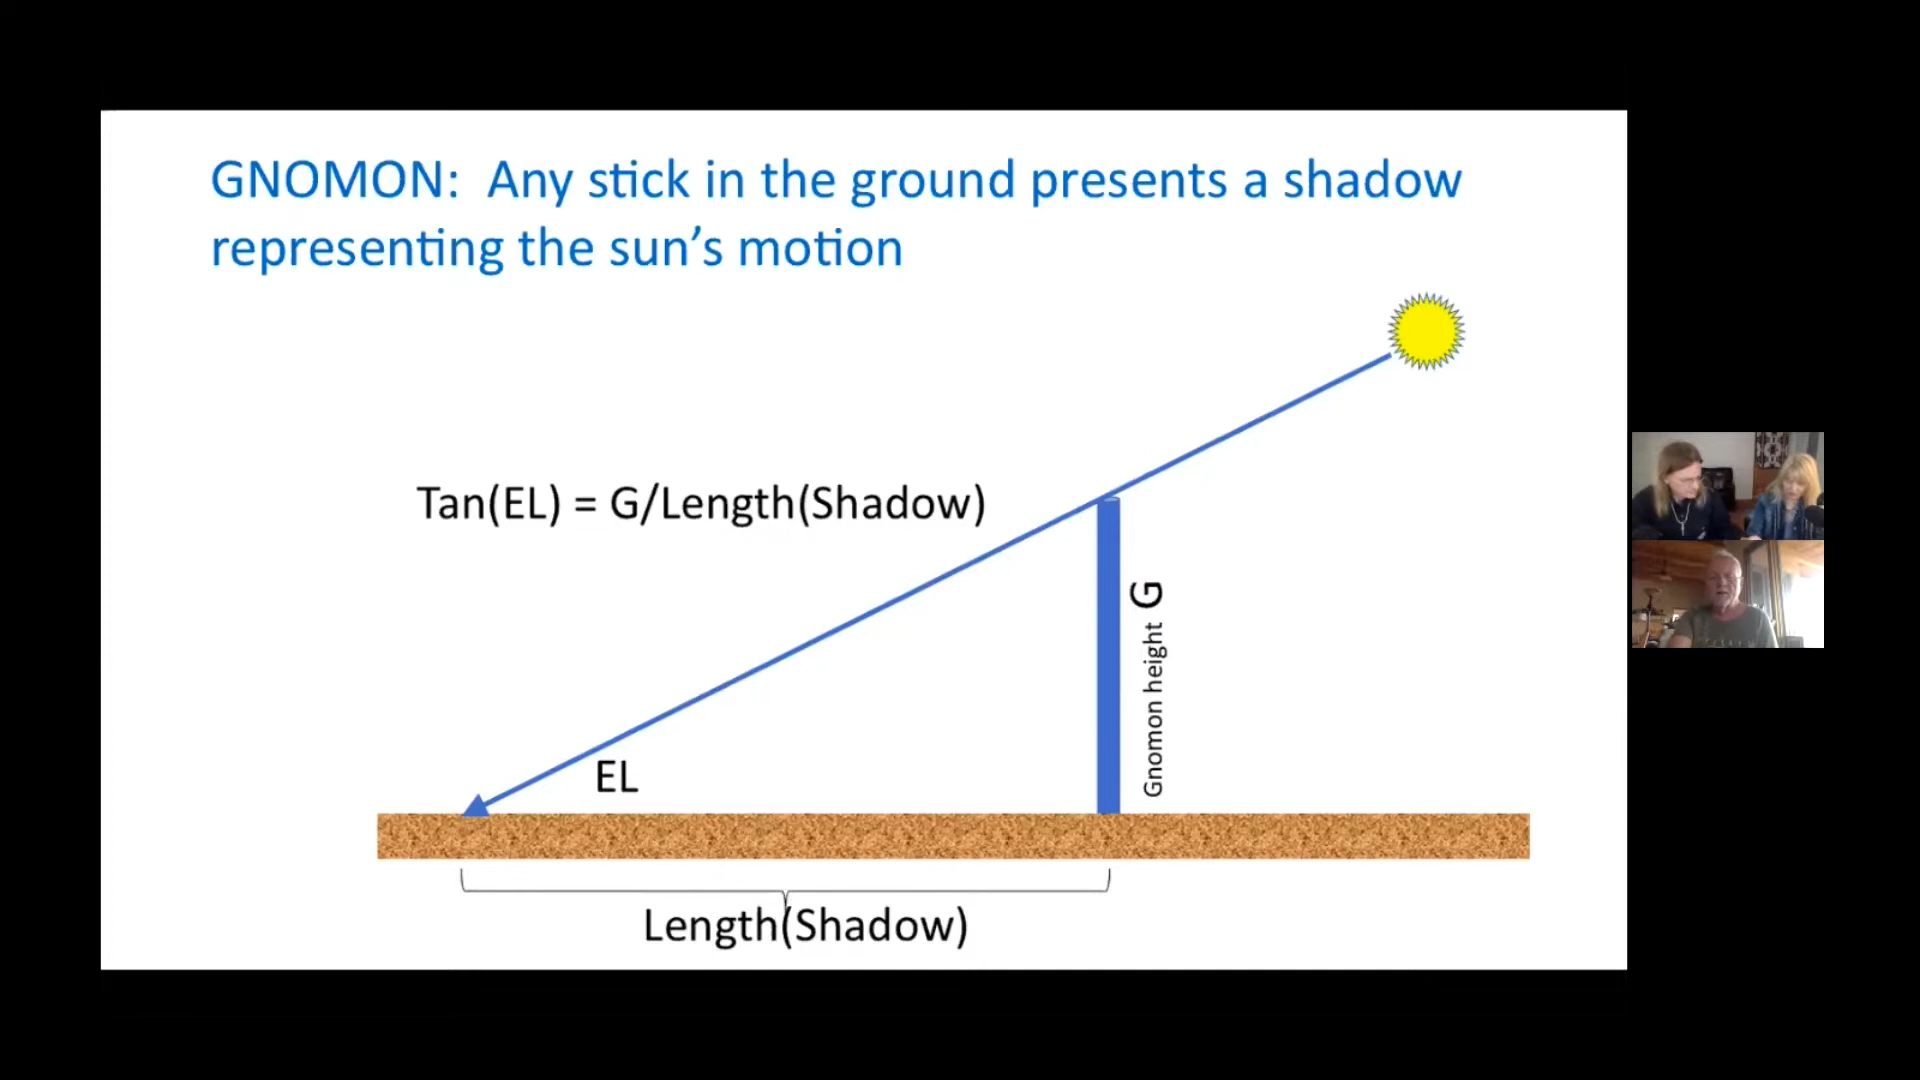 GNOMON: Any stick in the ground presents a shadow
representing the sun’s motion
Tan(EL) = G/Length(Shadow)
Gnomon height G
EL
Length(Shadow)